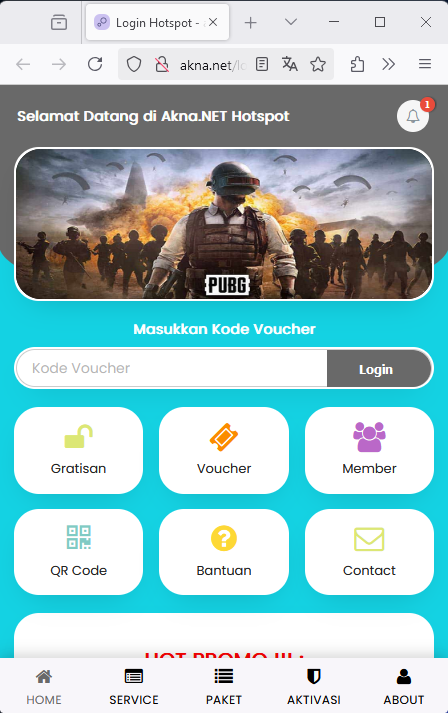 Login Hotspot -
akna.net/lo
Selamat Datang di Akna.NET Hotspot
1
PUBG
Masukkan Kode Voucher
Kode Voucher
Login
Gratisan
Voucher
Member
QR Code
Bantuan
Contact
HOT PROMO !!! :
HOME
SERVICE
PAKET
AKTIVASI
ABOUT